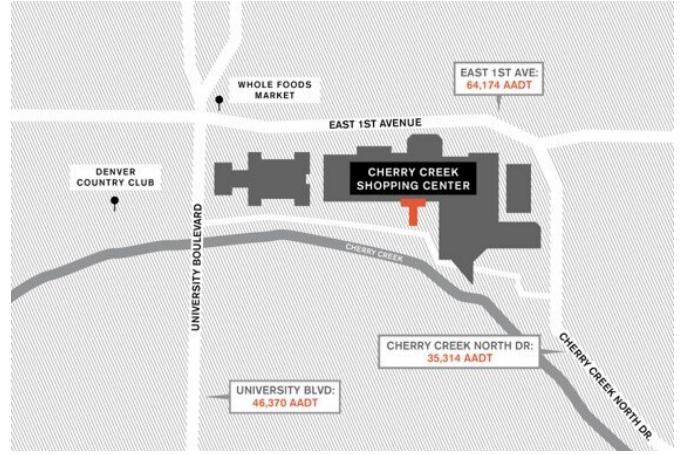 EAST 1ST AVE:
64,174 AADT
WHOLE FOODS
MARKET
EAST 1ST AVENUE
DENVER
COUNTRY CLUB
CHERRY CREEK
SHOPPING CENTER
UNIVERSITY BOULEVARD
CHERRY CREEK
CHERRY CREEK NORTH DR:
35,314 AADT
CHERRY CREEK NORTH DR.
UNIVERSITY BLVD:
46,370 AADT